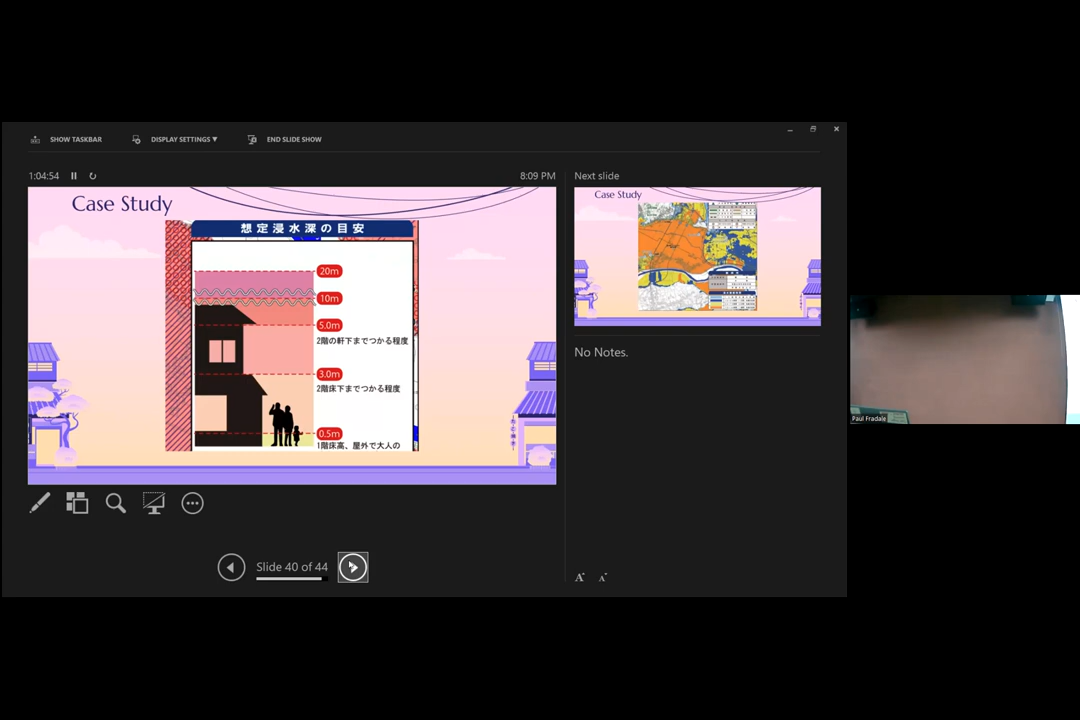 SHOW TASKBAR
DISPLAY SETTINGS ▼
END SLIDE SHOW
1:04:54
8:09 PM
Next slide
Case Study
想定浸水深の目安
20m
10m
5.0m
2階の軒下までつかる程度
3.0m
2階床下までつかる程度
0.5m
1階床高、屋外で大人の
Case Study
No Notes.
Paul Fradale
Slide 40 of 44
A
A